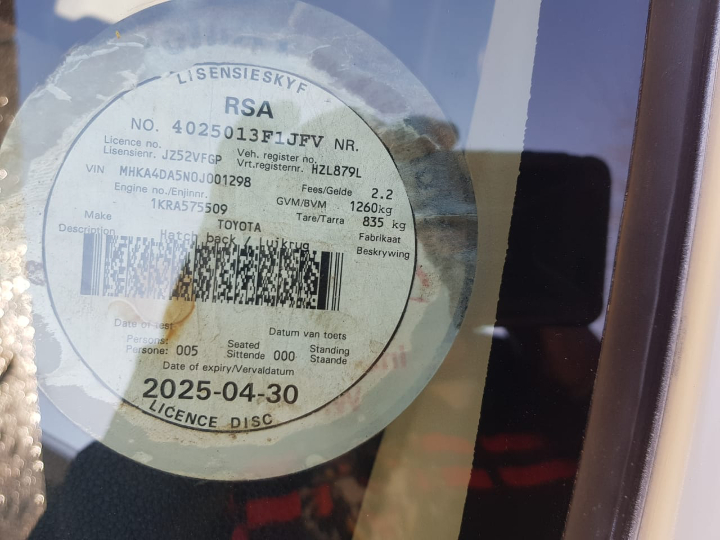 LISENSIESKYF
RSA
NO. 4025013F1JFV NR.
Licence no. Veh. register no.
Lisensienr. JZ52VFGP Vrt.registernr. HZL879L
VIN MHKA4DA5N0J001298 Fees/Gelde 2.2
Engine no./Enjinnr. GVM/BVM 1260kg
1KRA575509 Tare/Tarra 835 kg
Make TOYOTA Fabrikaat
Description Hatch back / Luikrug Beskrywing
Date of test Datum van toets
Persons: Seated Standing
Persone: 005 Sittende 000 Staande
Date of expiry/Vervaldatum
2025-04-30
LICENCE DISC